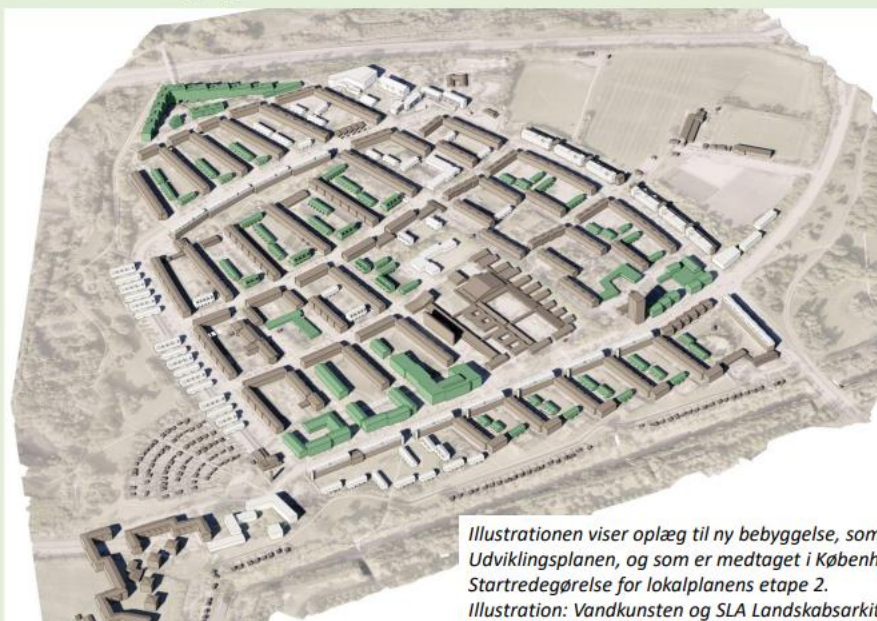 Illustrationen viser oplæg til ny bebyggelse, som
Udviklingsplanen, og som er medtaget i Københ
Startredegørelse for lokalplanens etape 2.
Illustration: Vandkunsten og SLA Landskabsarkit